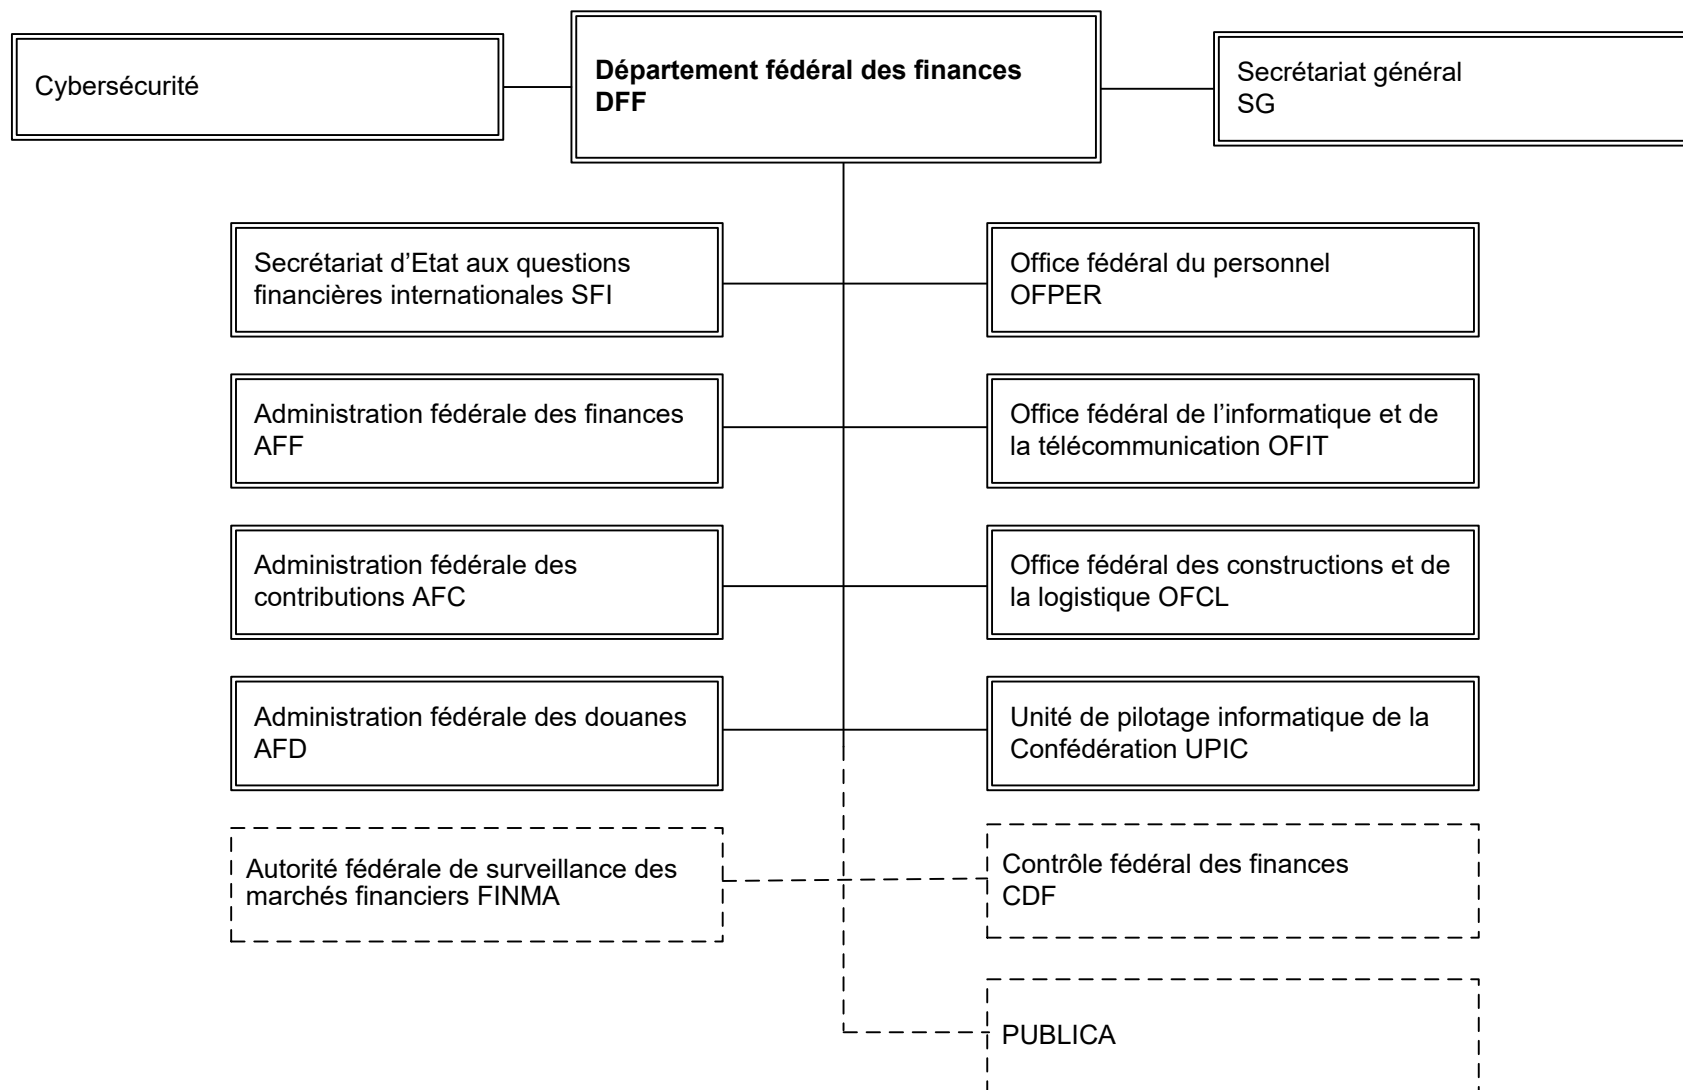 Cybersécurité
Département fédéral des finances
DFF
Secrétariat général
SG
Secrétariat d’Etat aux questions
financières internationales SFI
Office fédéral du personnel
OFPER
Administration fédérale des finances
AFF
Office fédéral de l’informatique et de
la télécommunication OFIT
Administration fédérale des
contributions AFC
Office fédéral des constructions et de
la logistique OFCL
Administration fédérale des douanes
AFD
Unité de pilotage informatique de la
Confédération UPIC
Autorité fédérale de surveillance des
marchés financiers FINMA
Contrôle fédéral des finances
CDF
PUBLICA